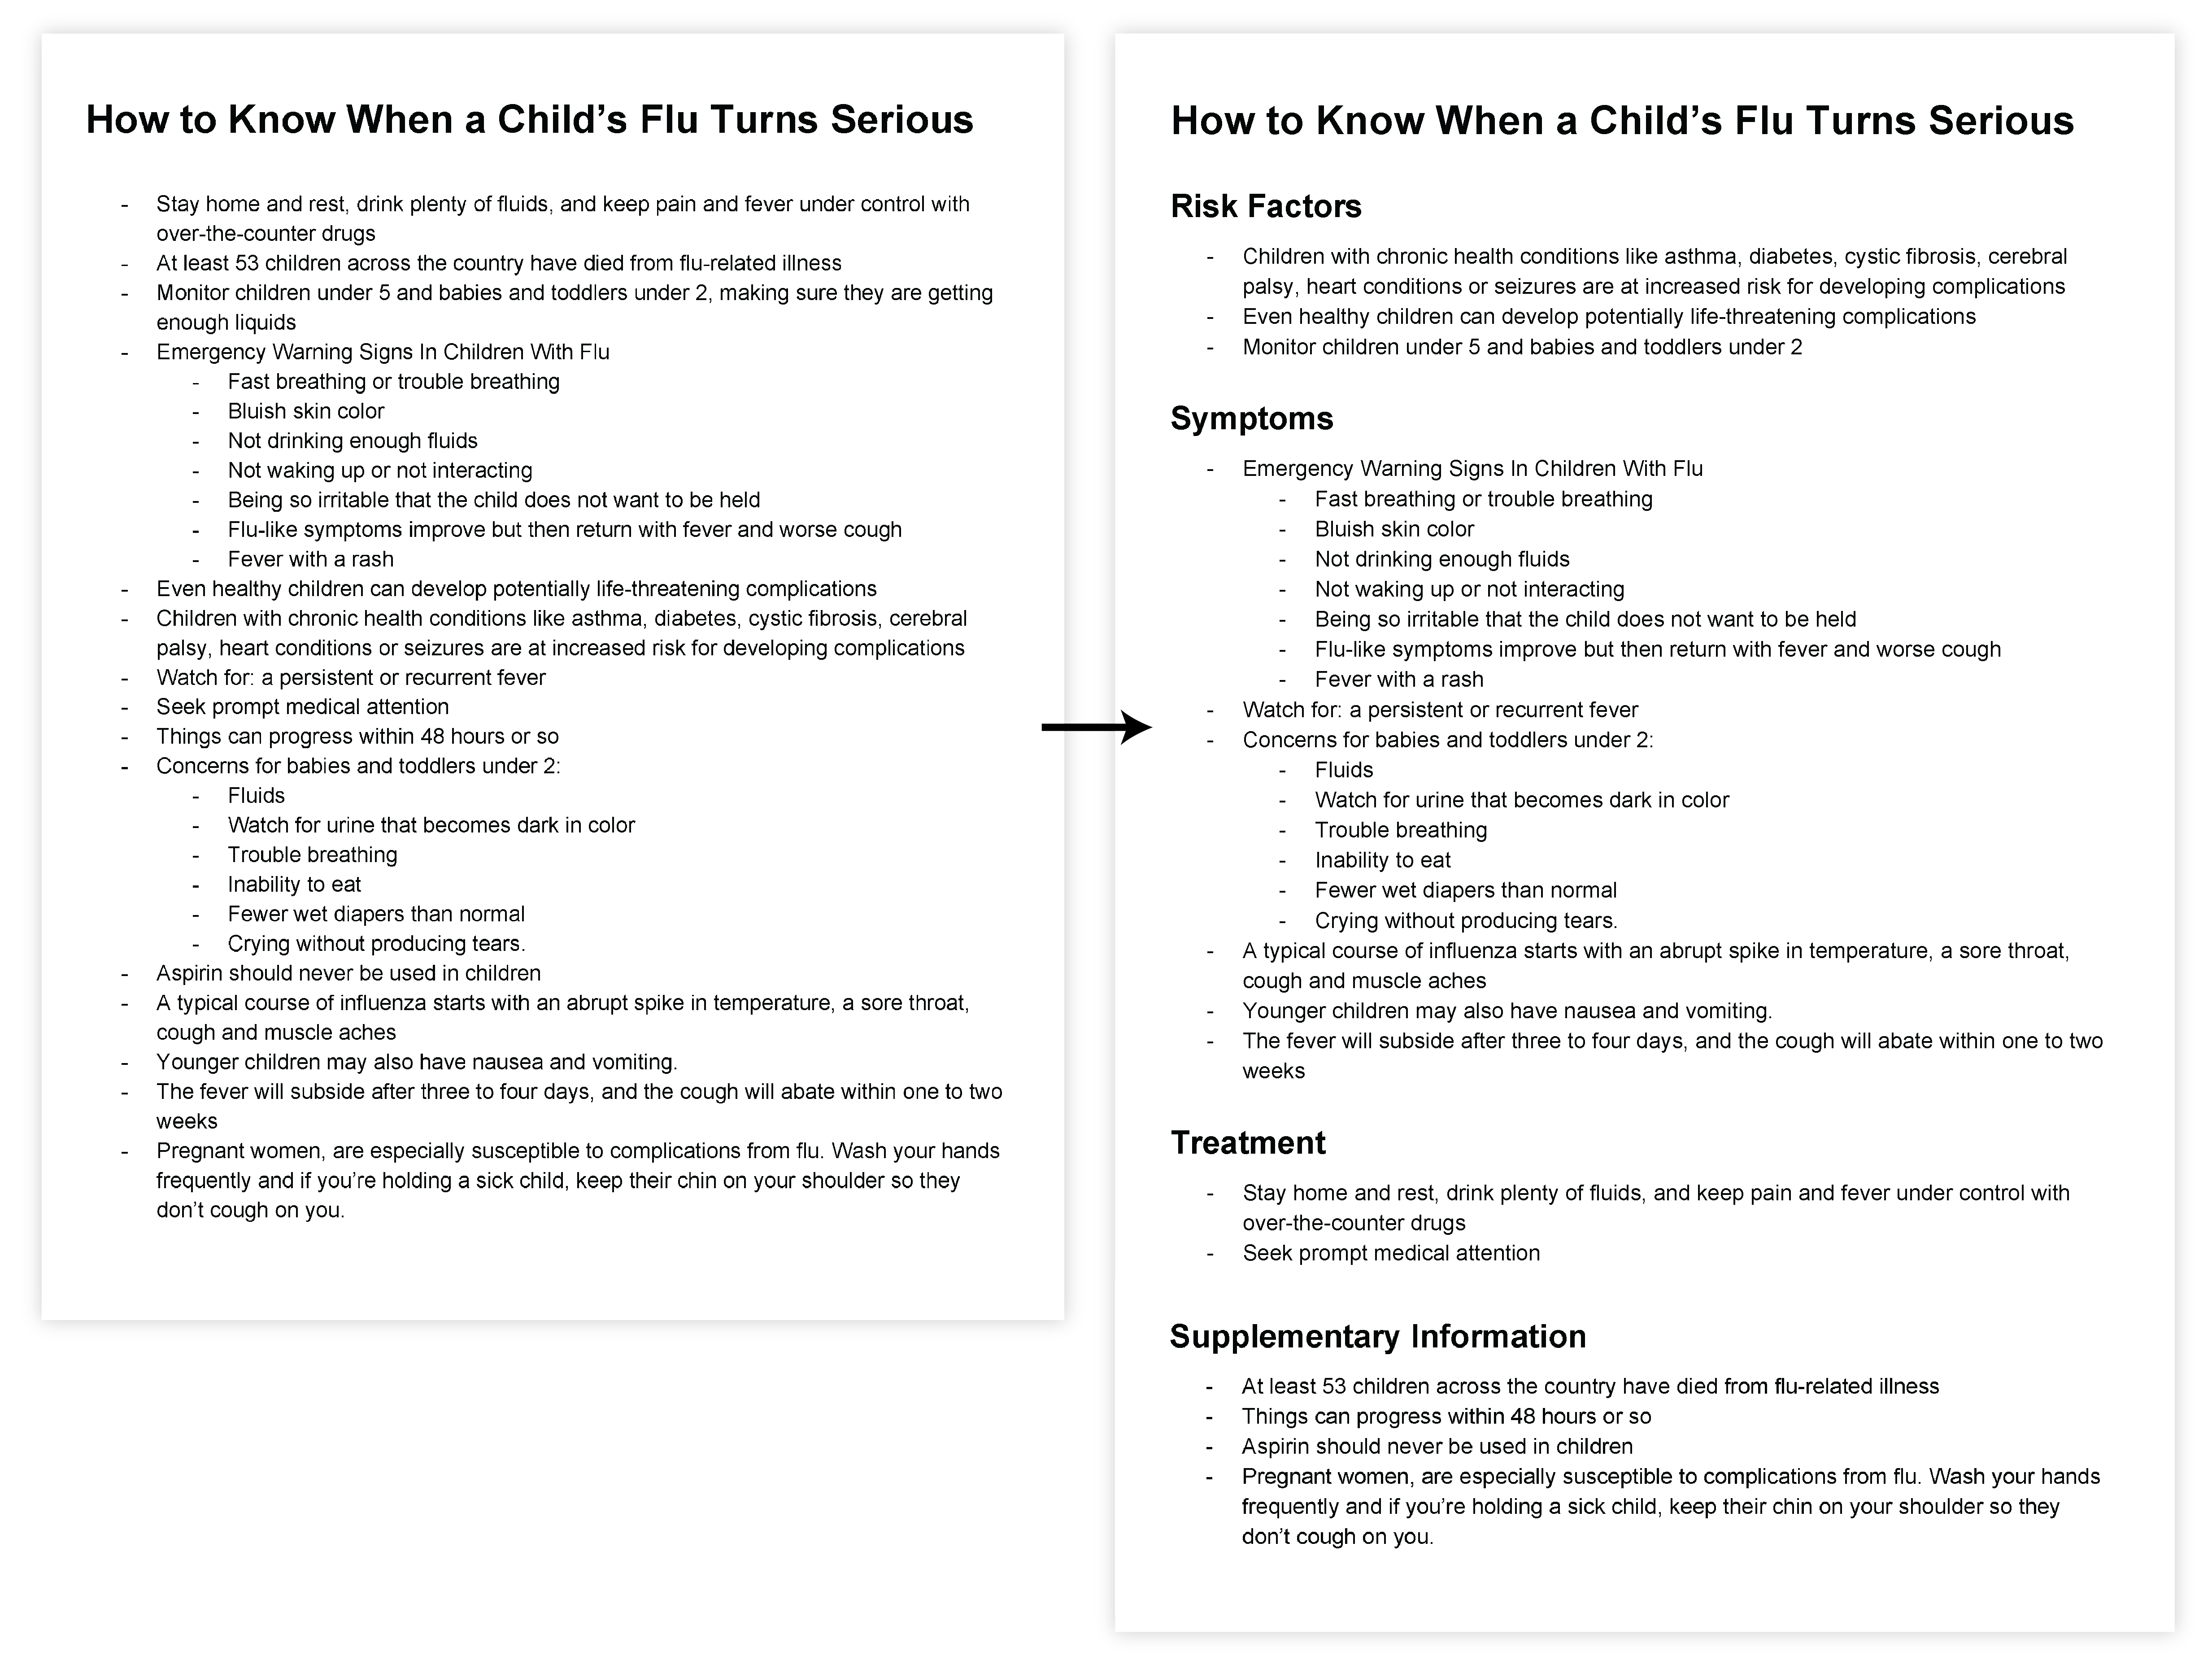 How to Know When a Child’s Flu Turns Serious
- Stay home and rest, drink plenty of fluids, and keep pain and fever under control with
over-the-counter drugs
- At least 53 children across the country have died from flu-related illness
- Monitor children under 5 and babies and toddlers under 2, making sure they are getting
enough liquids
- Emergency Warning Signs In Children With Flu
- Fast breathing or trouble breathing
- Bluish skin color
- Not drinking enough fluids
- Not waking up or not interacting
- Being so irritable that the child does not want to be held
- Flu-like symptoms improve but then return with fever and worse cough
- Fever with a rash
- Even healthy children can develop potentially life-threatening complications
- Children with chronic health conditions like asthma, diabetes, cystic fibrosis, cerebral
palsy, heart conditions or seizures are at increased risk for developing complications
- Watch for: a persistent or recurrent fever
- Seek prompt medical attention
- Things can progress within 48 hours or so
- Concerns for babies and toddlers under 2:
- Fluids
- Watch for urine that becomes dark in color
- Trouble breathing
- Inability to eat
- Fewer wet diapers than normal
- Crying without producing tears.
- Aspirin should never be used in children
- A typical course of influenza starts with an abrupt spike in temperature, a sore throat,
cough and muscle aches
- Younger children may also have nausea and vomiting.
- The fever will subside after three to four days, and the cough will abate within one to two
weeks
- Pregnant women, are especially susceptible to complications from flu. Wash your hands
frequently and if you’re holding a sick child, keep their chin on your shoulder so they
don’t cough on you.
How to Know When a Child’s Flu Turns Serious
Risk Factors
- Children with chronic health conditions like asthma, diabetes, cystic fibrosis, cerebral
palsy, heart conditions or seizures are at increased risk for developing complications
- Even healthy children can develop potentially life-threatening complications
- Monitor children under 5 and babies and toddlers under 2
Symptoms
- Emergency Warning Signs In Children With Flu
- Fast breathing or trouble breathing
- Bluish skin color
- Not drinking enough fluids
- Not waking up or not interacting
- Being so irritable that the child does not want to be held
- Flu-like symptoms improve but then return with fever and worse cough
- Fever with a rash
- Watch for: a persistent or recurrent fever
- Concerns for babies and toddlers under 2:
- Fluids
- Watch for urine that becomes dark in color
- Trouble breathing
- Inability to eat
- Fewer wet diapers than normal
- Crying without producing tears.
- A typical course of influenza starts with an abrupt spike in temperature, a sore throat,
cough and muscle aches
- Younger children may also have nausea and vomiting.
- The fever will subside after three to four days, and the cough will abate within one to two
weeks
Treatment
- Stay home and rest, drink plenty of fluids, and keep pain and fever under control with
over-the-counter drugs
- Seek prompt medical attention
Supplementary Information
- At least 53 children across the country have died from flu-related illness
- Things can progress within 48 hours or so
- Aspirin should never be used in children
- Pregnant women, are especially susceptible to complications from flu. Wash your hands
frequently and if you’re holding a sick child, keep their chin on your shoulder so they
don’t cough on you.